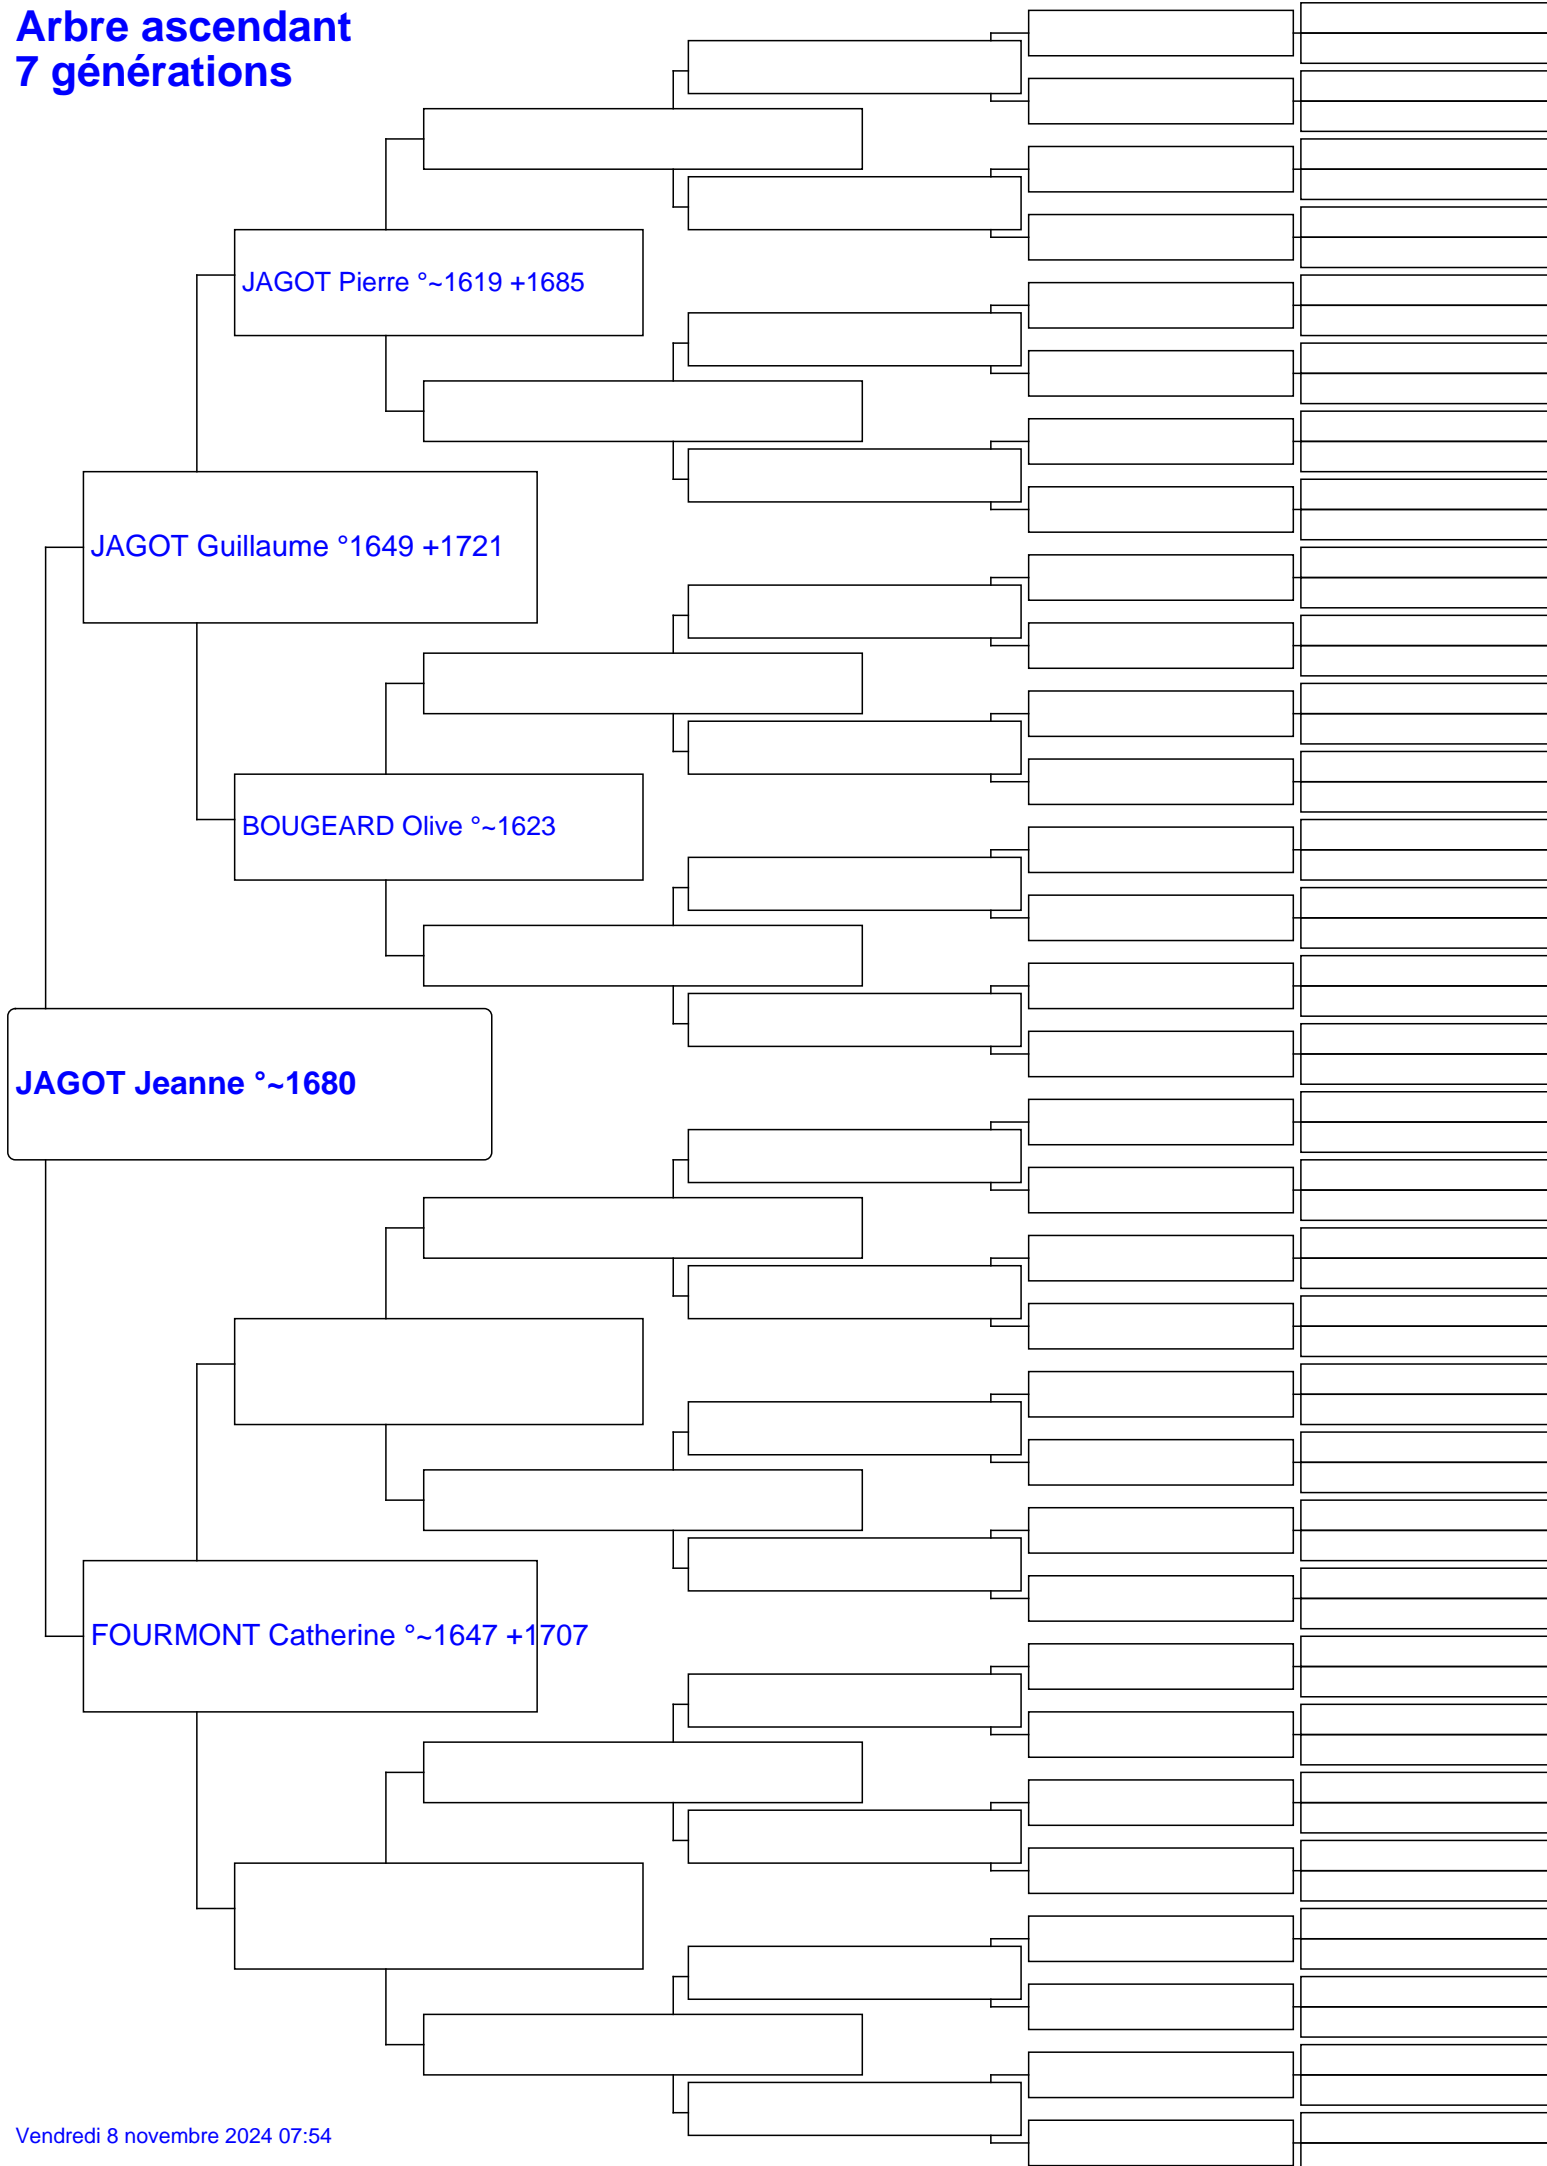 Arbre ascendant
7 générations
JAGOT Pierre °~1619 +1685
JAGOT Guillaume °1649 +1721
BOUGEARD Olive °~1623
JAGOT Jeanne °~1680
FOURMONT Catherine °~1647 +1707
Vendredi 8 novembre 2024 07:54